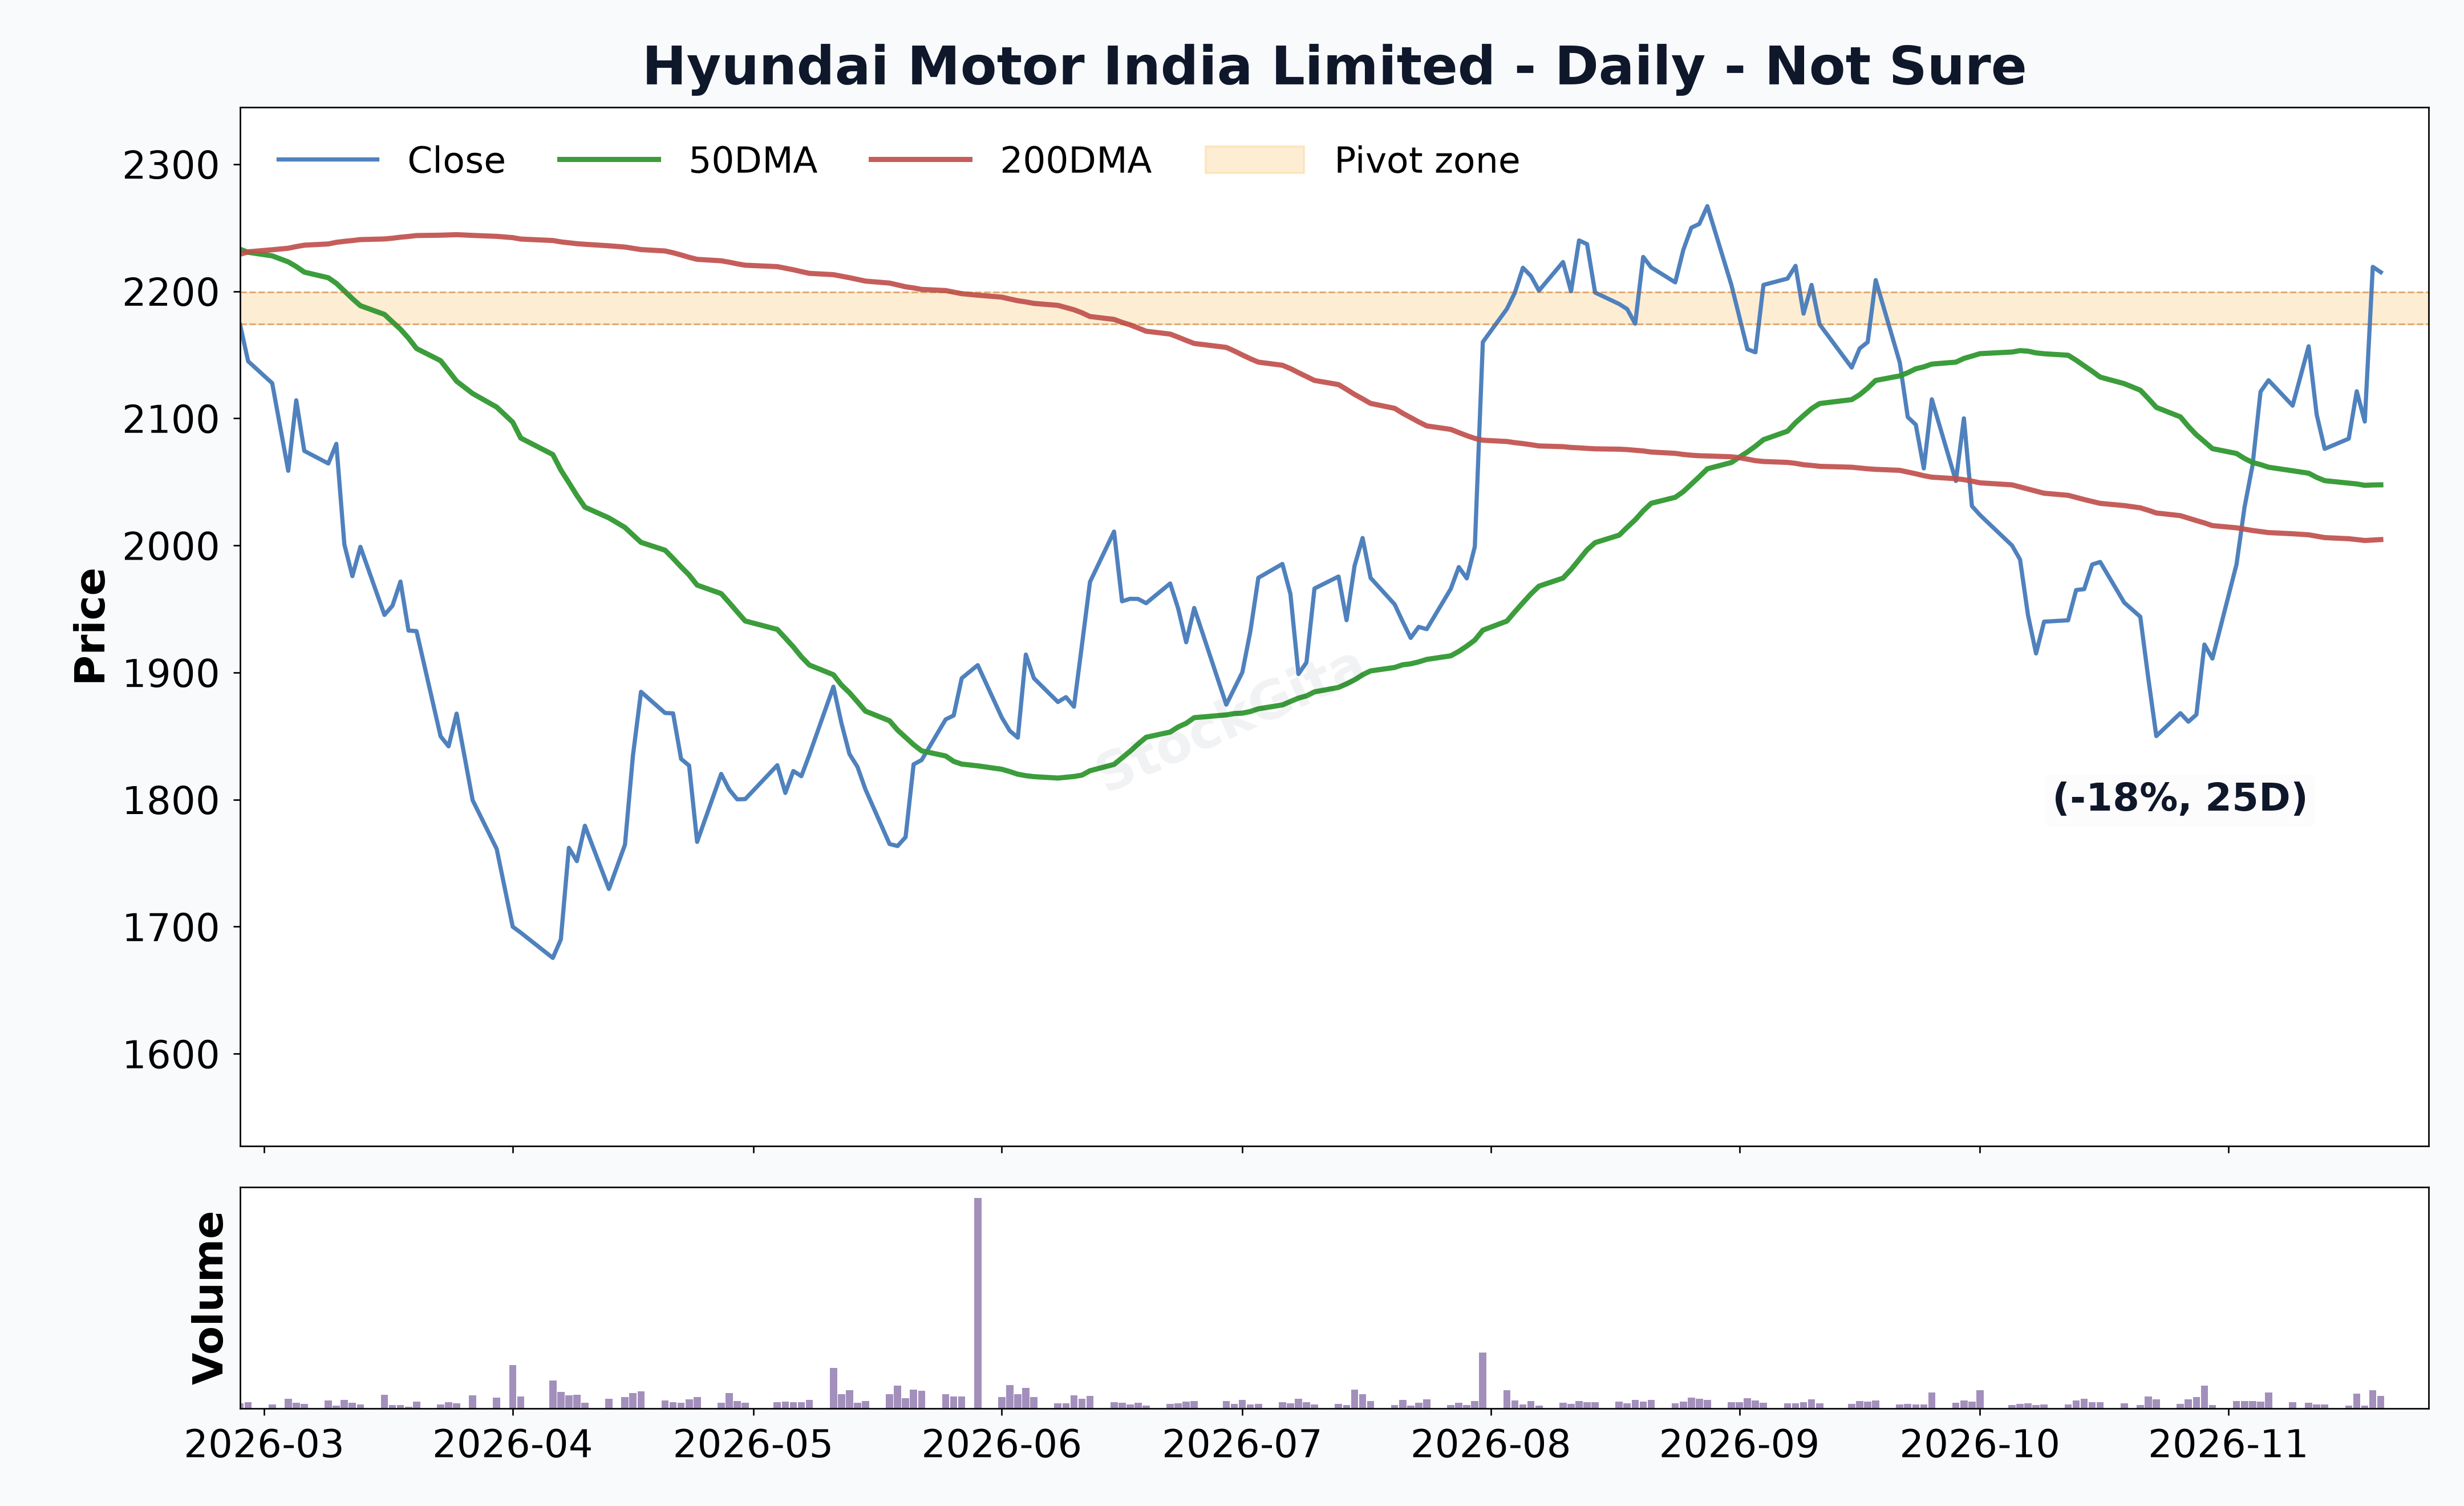 Hyundai Motor India Limited - Daily - Not Sure
Close 50DMA 200DMA Pivot zone
Price
2300
2200
2100
2000
1900
1800
1700
1600
StockGita
(-18%, 25D)
Volume
2026-03 2026-04 2026-05 2026-06 2026-07 2026-08 2026-09 2026-10 2026-11